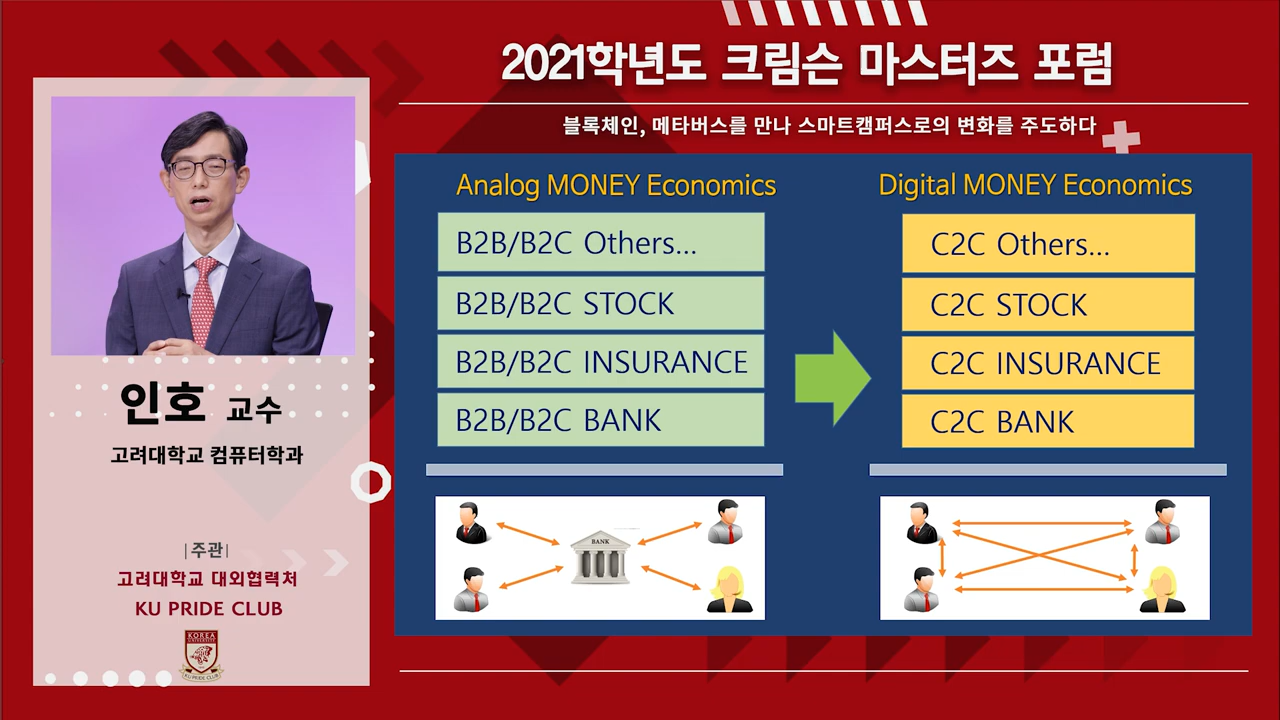 2021학년도 크림슨 마스터즈 포럼
블록체인, 메타버스를 만나 스마트캠퍼스로의 변화를 주도하다
인호 교수
고려대학교 컴퓨터학과
|주관|
고려대학교 대외협력처
KU PRIDE CLUB
KOREA
UNIVERSITY
KU PRIDE CLUB
Analog MONEY Economics
B2B/B2C Others...
B2B/B2C STOCK
B2B/B2C INSURANCE
B2B/B2C BANK
BANK
Digital MONEY Economics
C2C Others...
C2C STOCK
C2C INSURANCE
C2C BANK